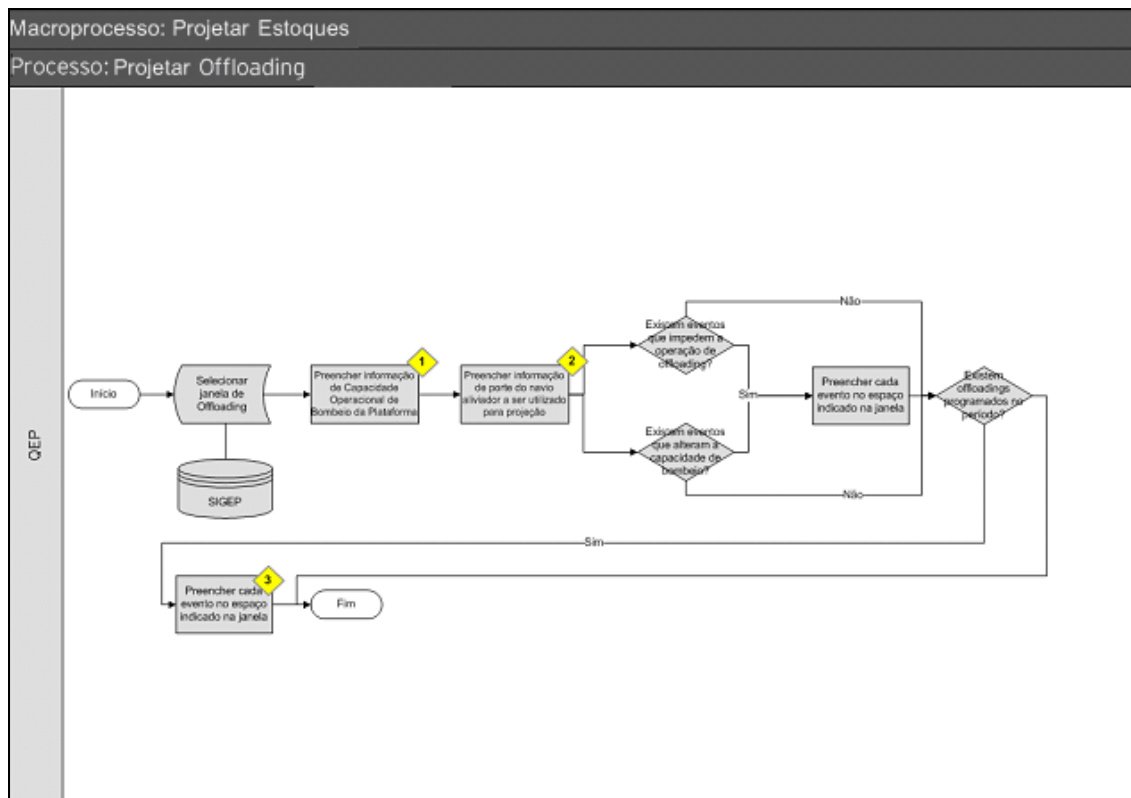 Macroprocesso: Projetar Estoques
Processo: Projetar Offloading
QEP
Início
Selecionar
janela de
Offloading
SIGEP
1
Preencher informação
de Capacidade
Operacional de
Bombeio da Plataforma
2
Preencher informação
de porte do navio
aliviador a ser utilizado
para projeção
Existem eventos
que impedem a
operação de
offloading?
Não
Existem eventos
que alteram a
capacidade de
bombeio?
Não
Sim
Preencher cada
evento no espaço
indicado na janela
Existem
offloadings
programados no
período?
Sim
3
Preencher cada
evento no espaço
indicado na janela
Fim